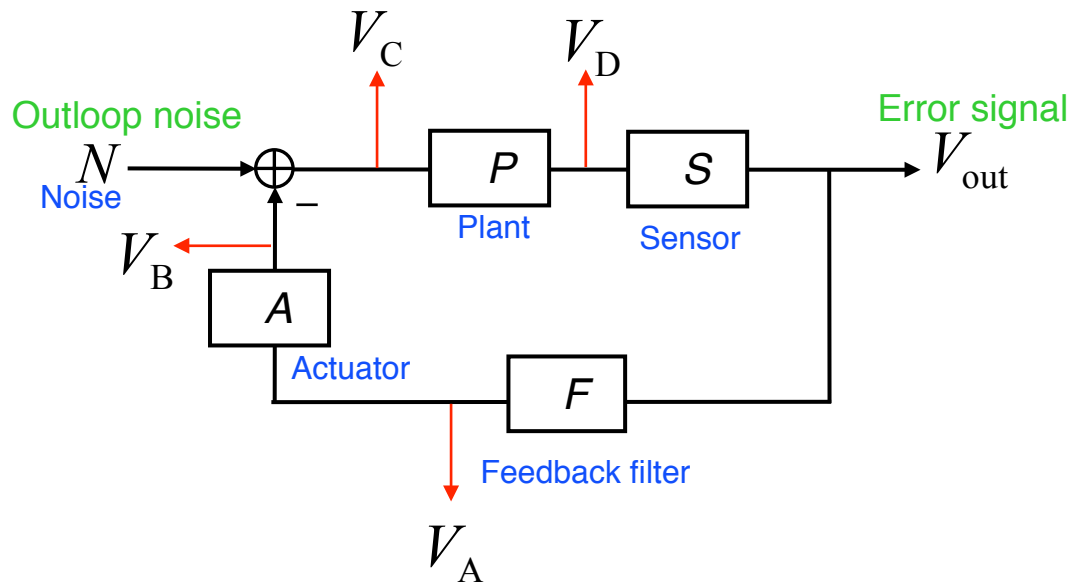 V_C
V_D
Outloop noise
Error signal
N
P
S
V_out
Noise
Plant
Sensor
−
V_B
A
Actuator
F
Feedback filter
V_A